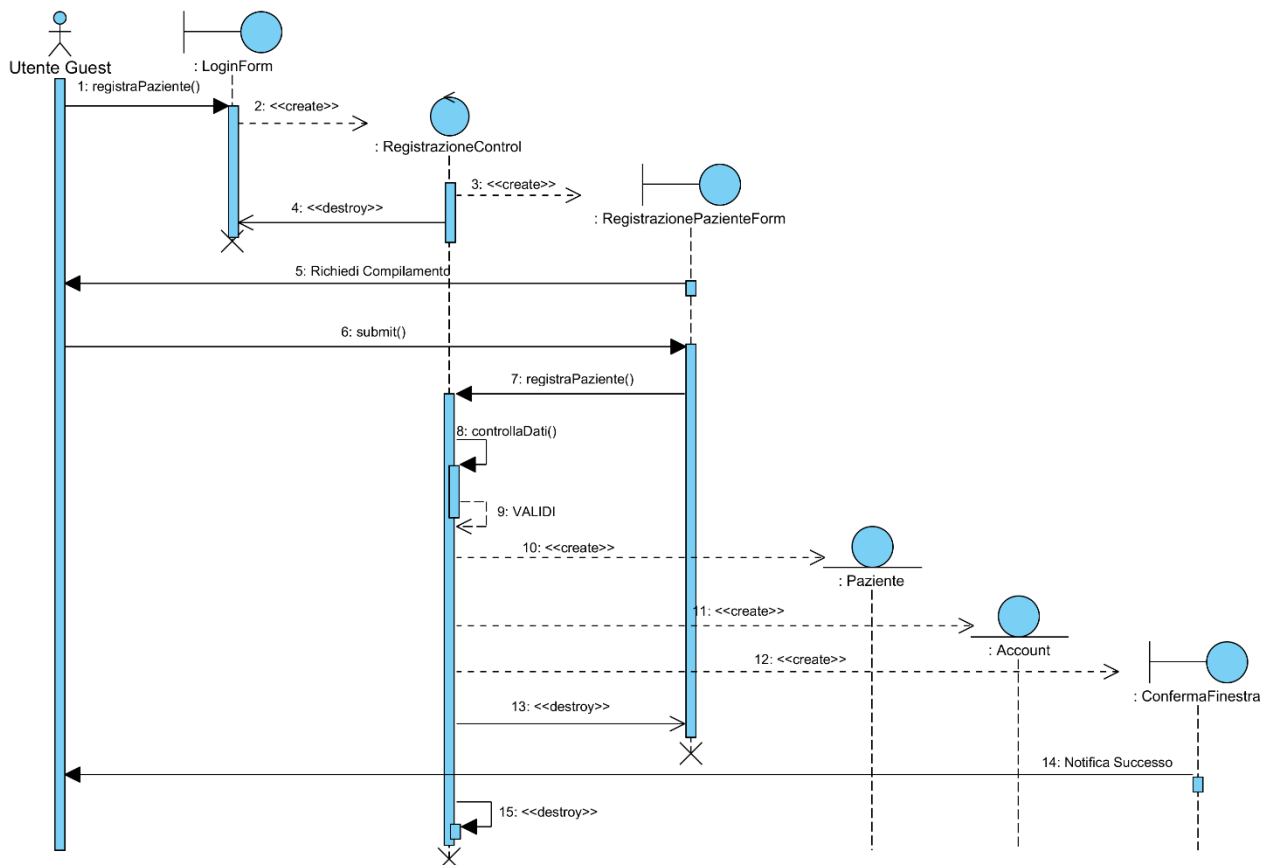 Utente Guest
: LoginForm
1: registraPaziente()
2: <<create>>
: RegistrazioneControl
3: <<create>>
4: <<destroy>>
: RegistrazionePazienteForm
5: Richiedi Compilamento
6: submit()
7: registraPaziente()
8: controllaDati()
9: VALIDI
10: <<create>>
: Paziente
11: <<create>>
: Account
12: <<create>>
: ConfermaFinestra
13: <<destroy>>
14: Notifica Successo
15: <<destroy>>